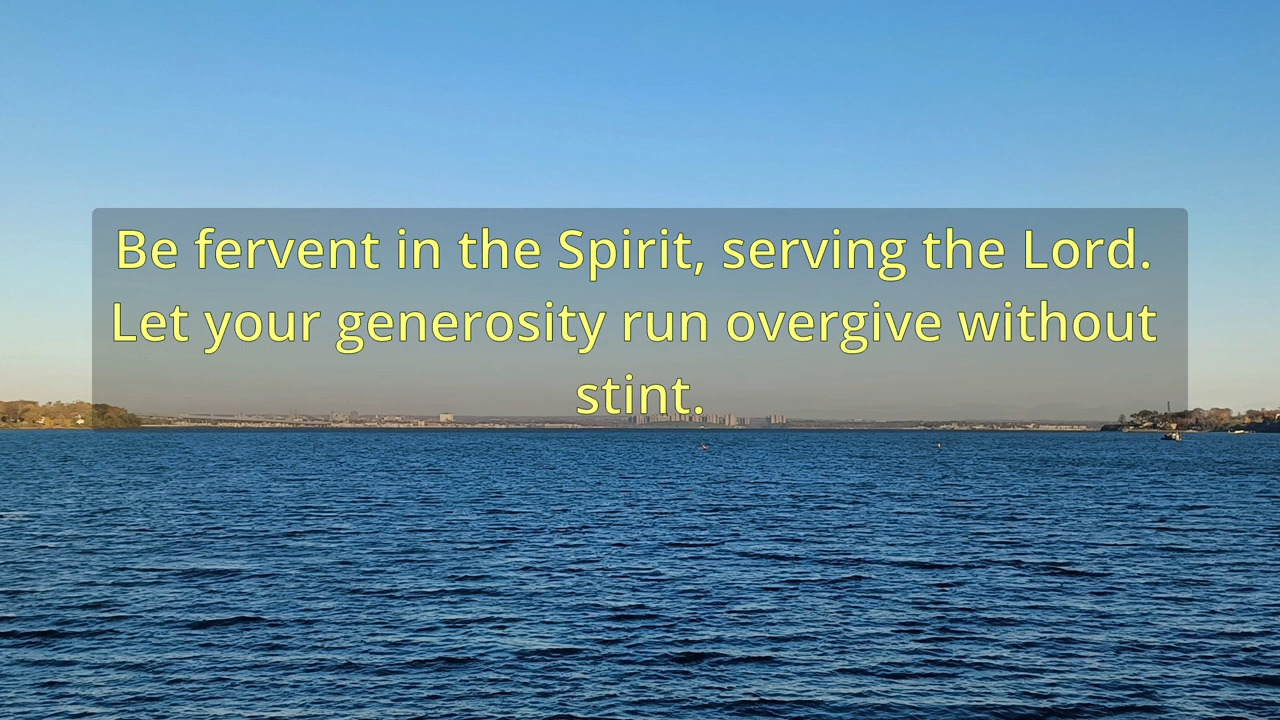 Be fervent in the Spirit, serving the Lord.
Let your generosity run overgive without
stint.